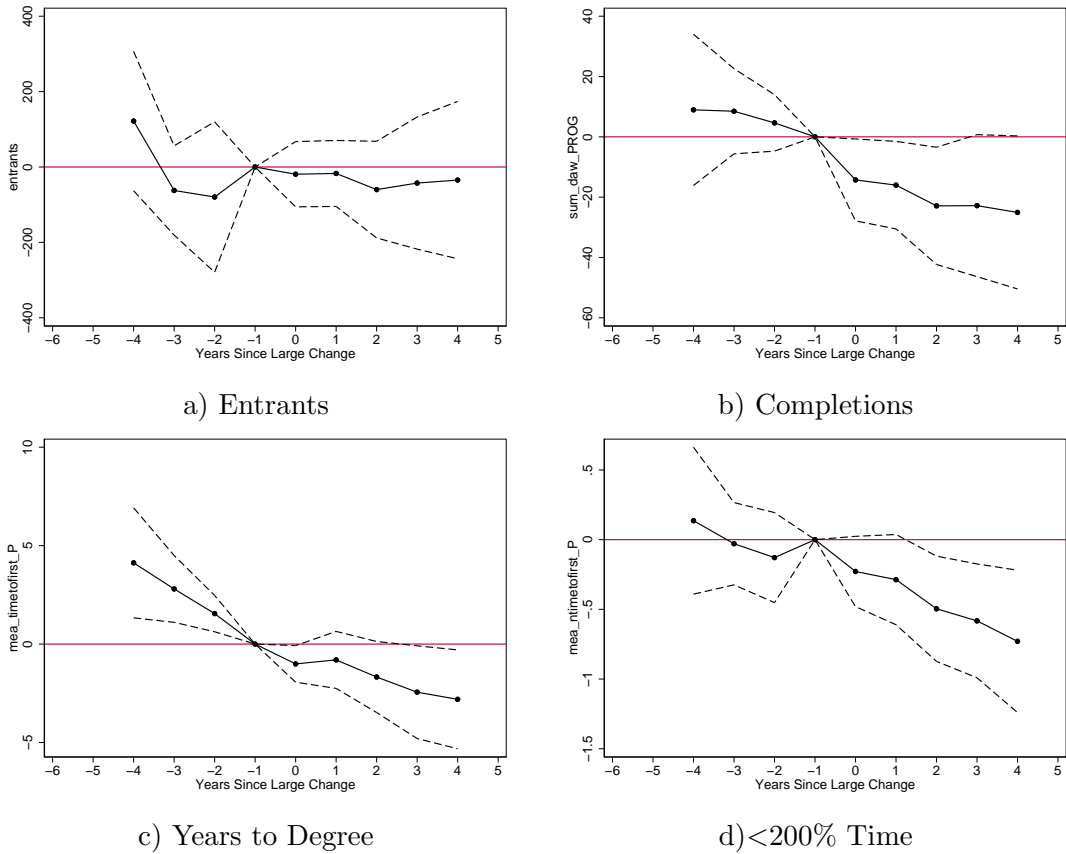 400
200
0
−200
−400
entrants
−6 −5 −4 −3 −2 −1 0 1 2 3 4 5
Years Since Large Change
a) Entrants
40
20
0
−20
−40
−60
sum_daw_PROG
−6 −5 −4 −3 −2 −1 0 1 2 3 4 5
Years Since Large Change
b) Completions
10
5
0
−5
mea_timetofirst_P
−6 −5 −4 −3 −2 −1 0 1 2 3 4 5
Years Since Large Change
c) Years to Degree
.5
0
−.5
−1
−1.5
mea_ntimetofirst_P
−6 −5 −4 −3 −2 −1 0 1 2 3 4 5
Years Since Large Change
d)<200% Time